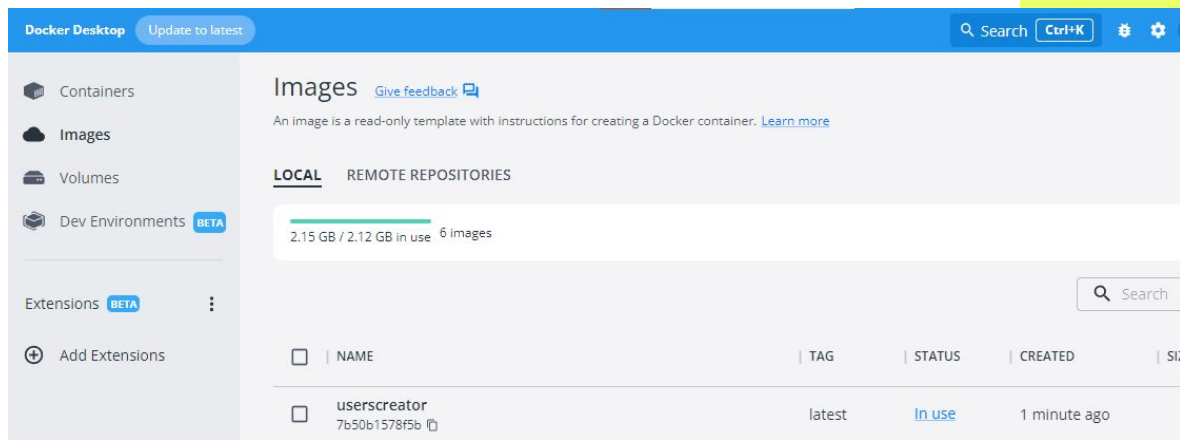 Docker Desktop Update to latest Search Ctrl+K
Containers
Images
Volumes
Dev Environments BETA
Extensions BETA
Add Extensions
Images Give feedback
An image is a read-only template with instructions for creating a Docker container. Learn more
LOCAL REMOTE REPOSITORIES
2.15 GB / 2.12 GB in use 6 images
Search
NAME TAG STATUS CREATED
userscreator latest In use 1 minute ago
7b50b1578f5b